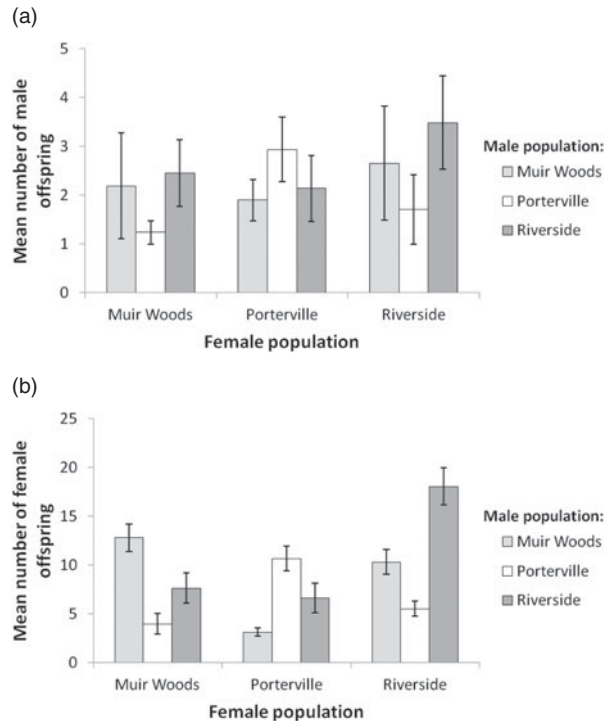 (a)
Mean number of male
offspring
5
4
3
2
1
0
Muir Woods Porterville Riverside
Female population
Male population:
Muir Woods
Porterville
Riverside
(b)
Mean number of female
offspring
25
20
15
10
5
0
Muir Woods Porterville Riverside
Female population
Male population:
Muir Woods
Porterville
Riverside